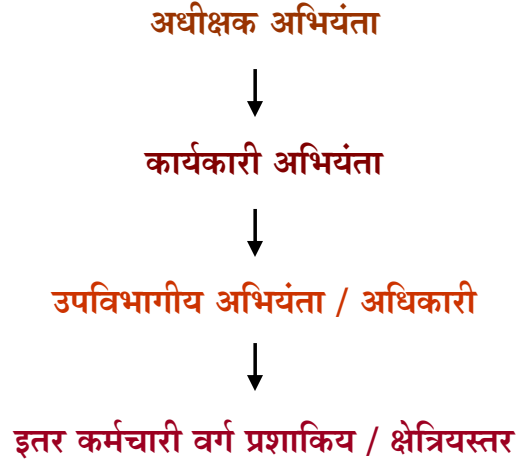 अधीक्षक अभियंता
कार्यकारी अभियंता
उपविभागीय अभियंता / अधिकारी
इतर कर्मचारी वर्ग प्रशाकिय / क्षेत्रियस्तर